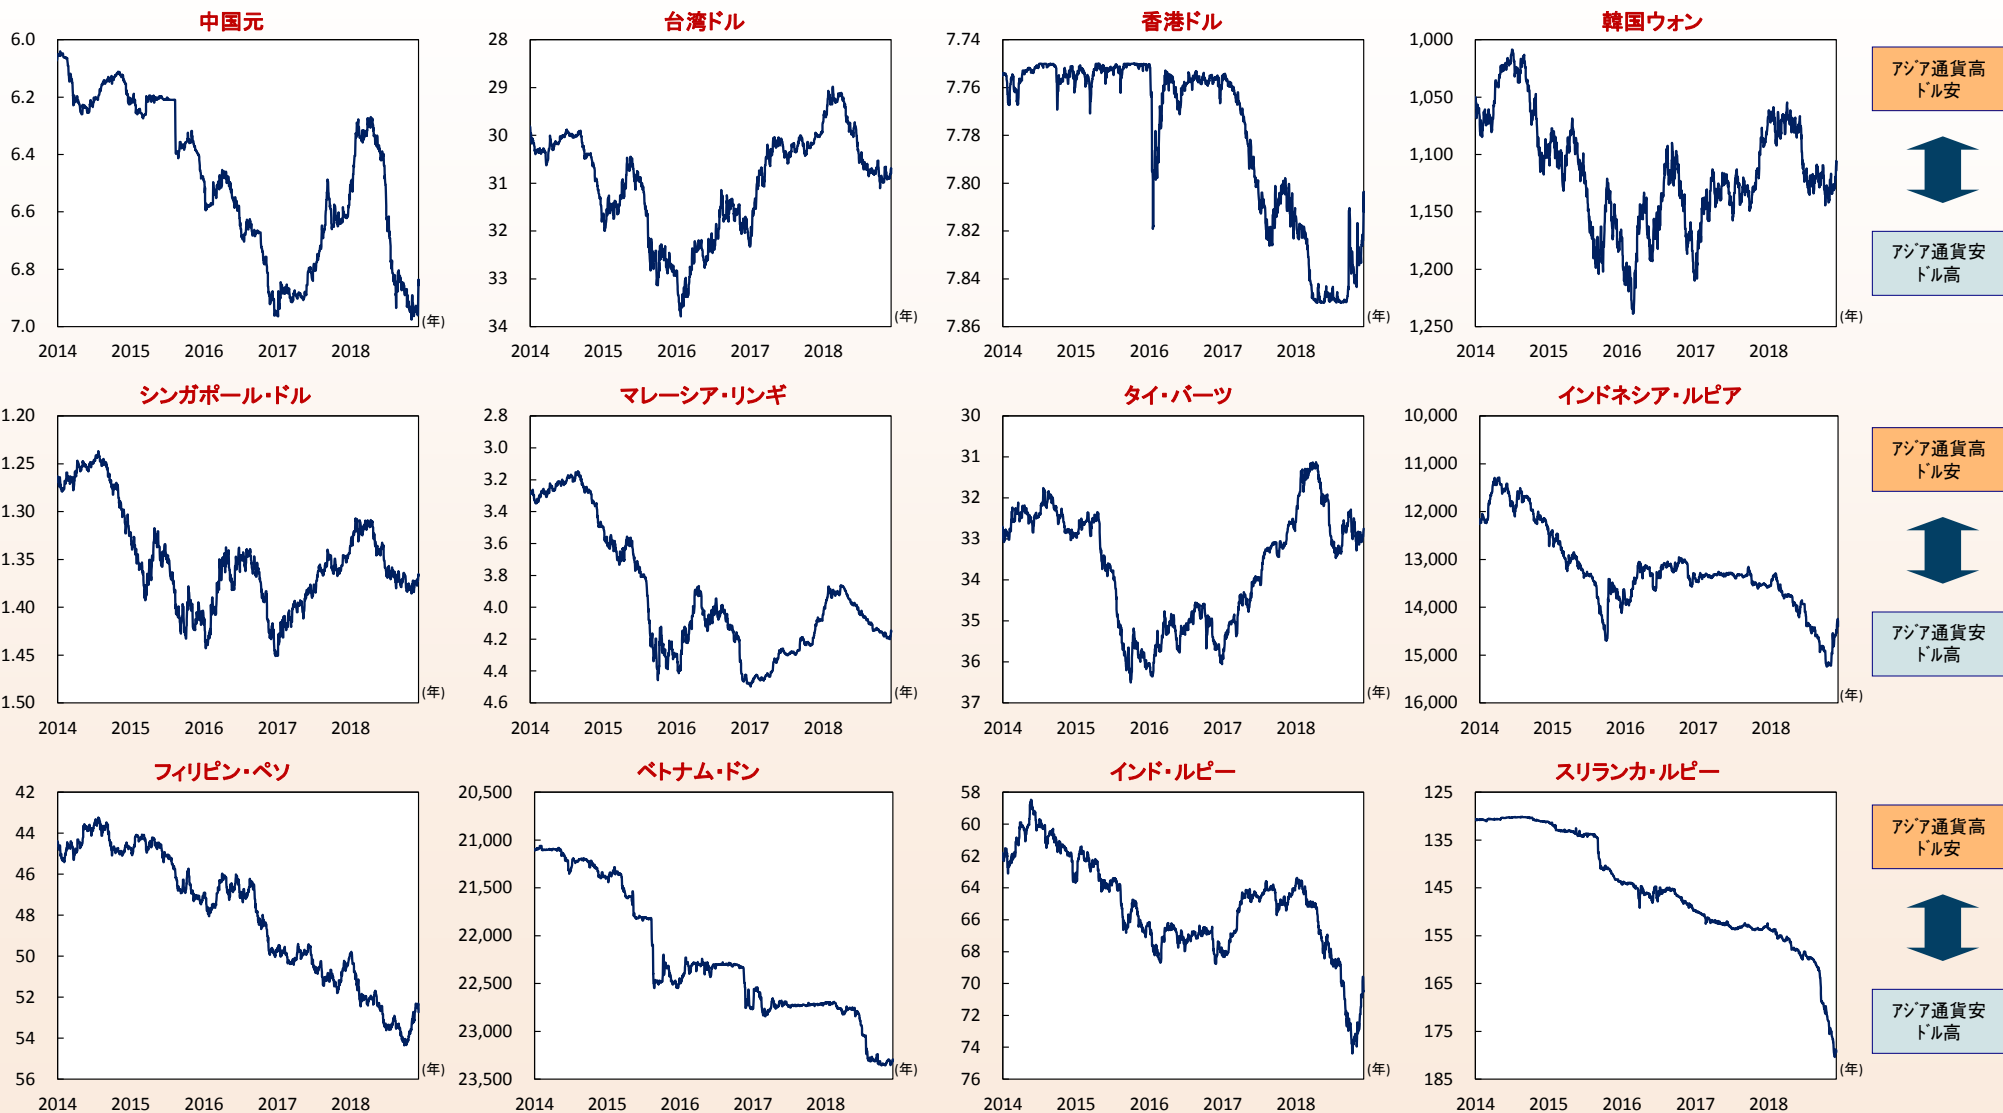 中国元
台湾ドル
香港ドル
韓国ウォン
6.0
6.2
6.4
6.6
6.8
7.0
2014 2015 2016 2017 2018
(年)
28
29
30
31
32
33
34
2014 2015 2016 2017 2018
(年)
7.74
7.76
7.78
7.80
7.82
7.84
7.86
2014 2015 2016 2017 2018
(年)
1,000
1,050
1,100
1,150
1,200
1,250
2014 2015 2016 2017 2018
(年)
アジア通貨高
ドル安
アジア通貨安
ドル高
シンガポール・ドル
マレーシア・リンギ
タイ・バーツ
インドネシア・ルピア
1.20
1.25
1.30
1.35
1.40
1.45
1.50
2014 2015 2016 2017 2018
(年)
2.8
3.0
3.2
3.4
3.6
3.8
4.0
4.2
4.4
4.6
2014 2015 2016 2017 2018
(年)
30
31
32
33
34
35
36
37
2014 2015 2016 2017 2018
(年)
10,000
11,000
12,000
13,000
14,000
15,000
16,000
2014 2015 2016 2017 2018
(年)
アジア通貨高
ドル安
アジア通貨安
ドル高
フィリピン・ペソ
ベトナム・ドン
インド・ルピー
スリランカ・ルピー
42
44
46
48
50
52
54
56
2014 2015 2016 2017 2018
(年)
20,500
21,000
21,500
22,000
22,500
23,000
23,500
2014 2015 2016 2017 2018
(年)
58
60
62
64
66
68
70
72
74
76
2014 2015 2016 2017 2018
(年)
125
135
145
155
165
175
185
2014 2015 2016 2017 2018
(年)
アジア通貨高
ドル安
アジア通貨安
ドル高